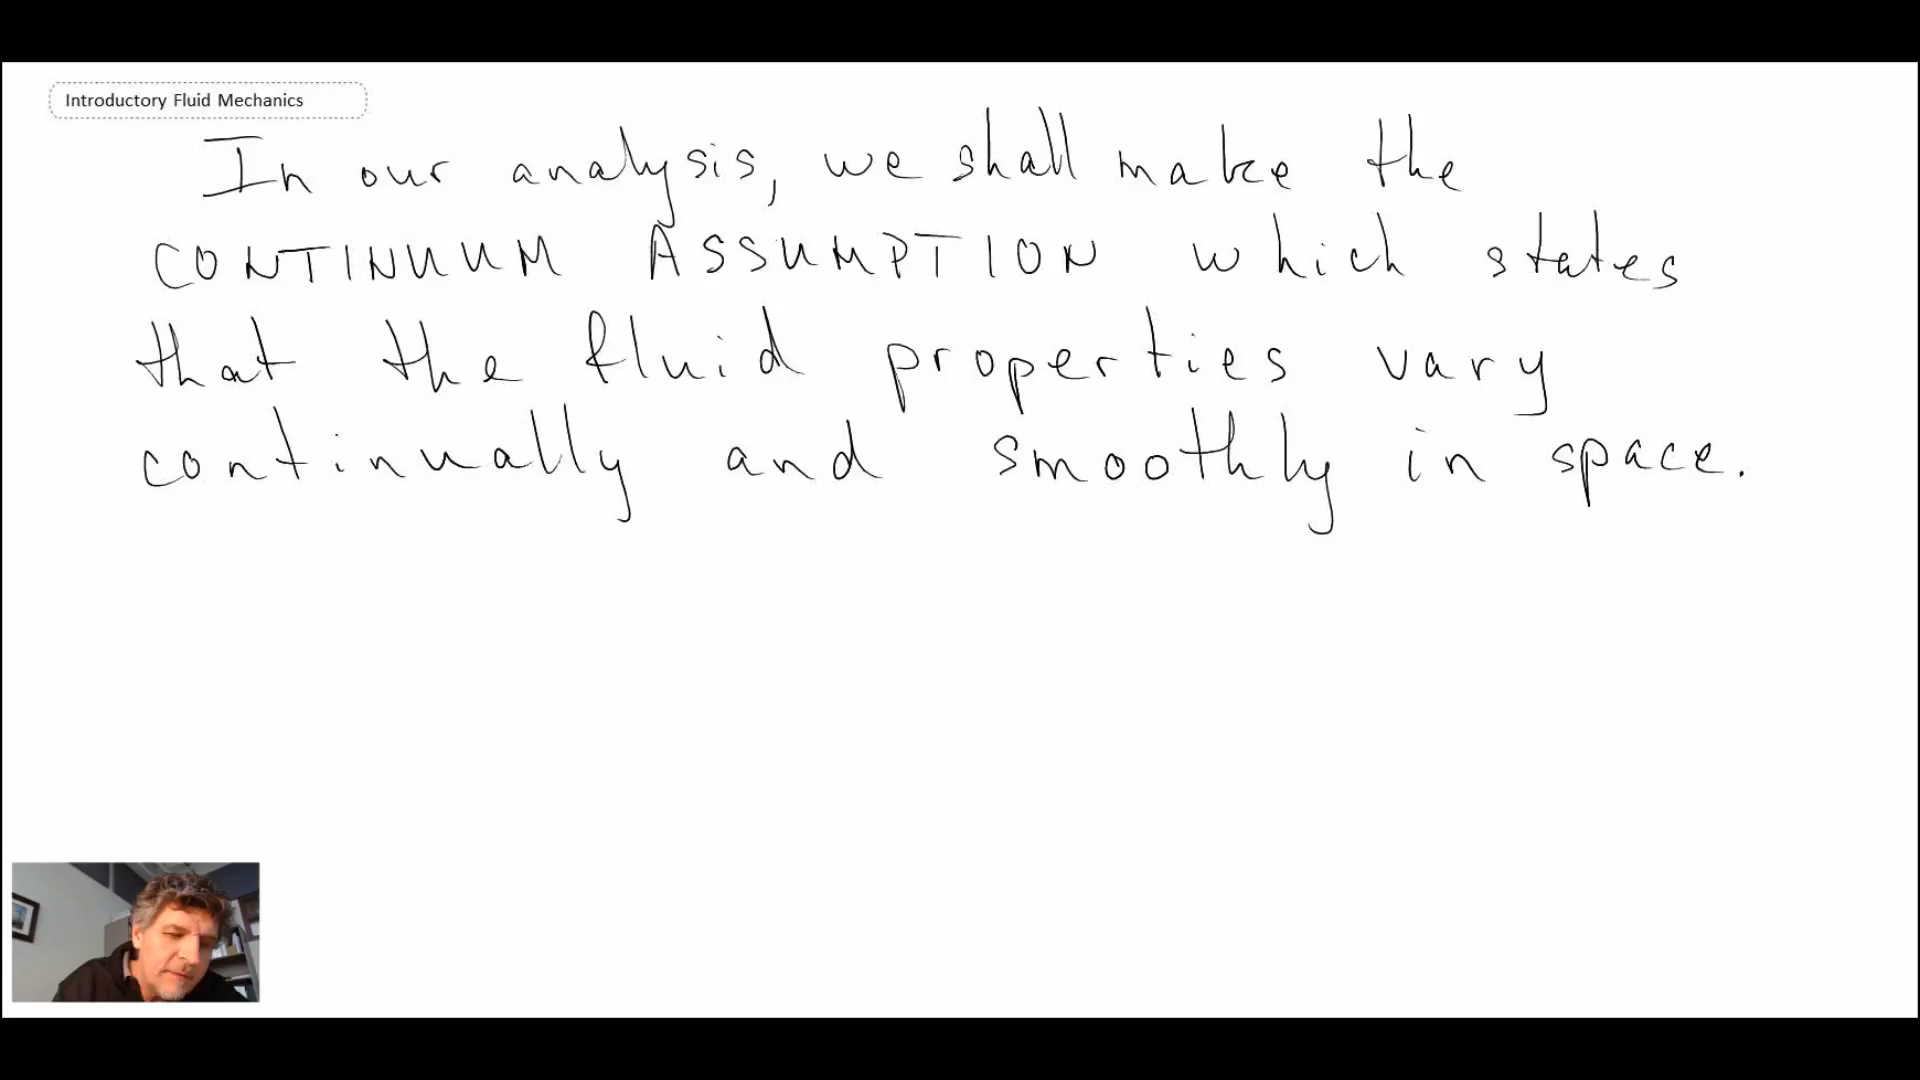 Introductory Fluid Mechanics
In our analysis, we shall make the
CONTINUUM ASSUMPTION which states
that the fluid properties vary
continually and smoothly in space.